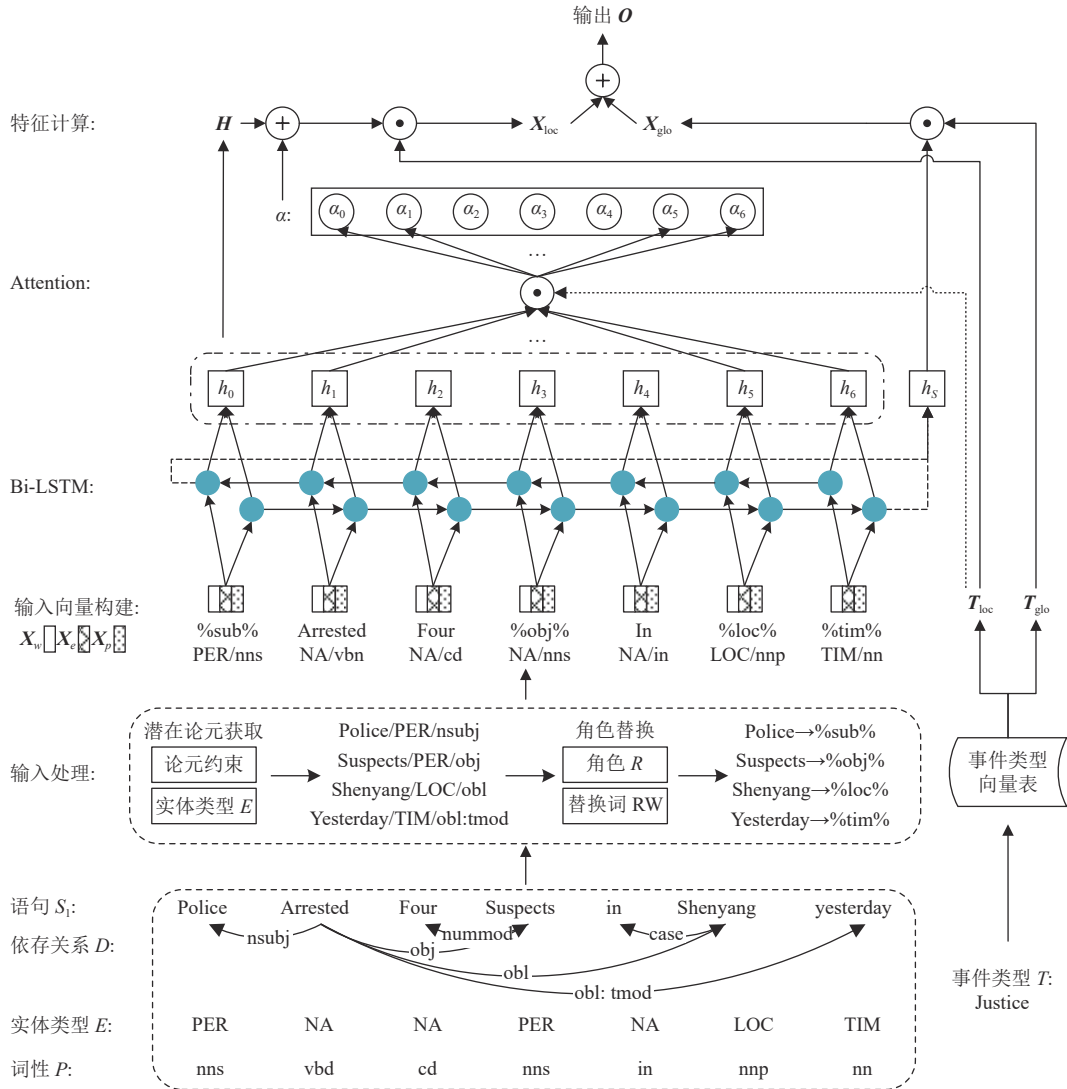 输出 O
+
特征计算:
H
+
•
X_loc
X_glo
•
α:
α_0 α_1 α_2 α_3 α_4 α_5 α_6
…
Attention:
•
…
h_0 h_1 h_2 h_3 h_4 h_5 h_6 h_S
Bi-LSTM:
输入向量构建:
X_w X_e X_p
%sub% Arrested Four %obj% In %loc% %tim%
PER/nns NA/vbn NA/cd NA/nns NA/in LOC/nnp TIM/nn
T_loc T_glo
输入处理:
潜在论元获取
论元约束
实体类型 E
Police/PER/nsubj
Suspects/PER/obj
Shenyang/LOC/obl
Yesterday/TIM/obl:tmod
角色替换
角色 R
替换词 RW
Police→%sub%
Suspects→%obj%
Shenyang→%loc%
Yesterday→%tim%
事件类型
向量表
语句 S_1:
Police Arrested Four Suspects in Shenyang yesterday
依存关系 D:
nsubj
nummod
obj
case
obl
obl: tmod
事件类型 T:
Justice
实体类型 E:
PER NA NA PER NA LOC TIM
词性 P:
nns vbd cd nns in nnp nn